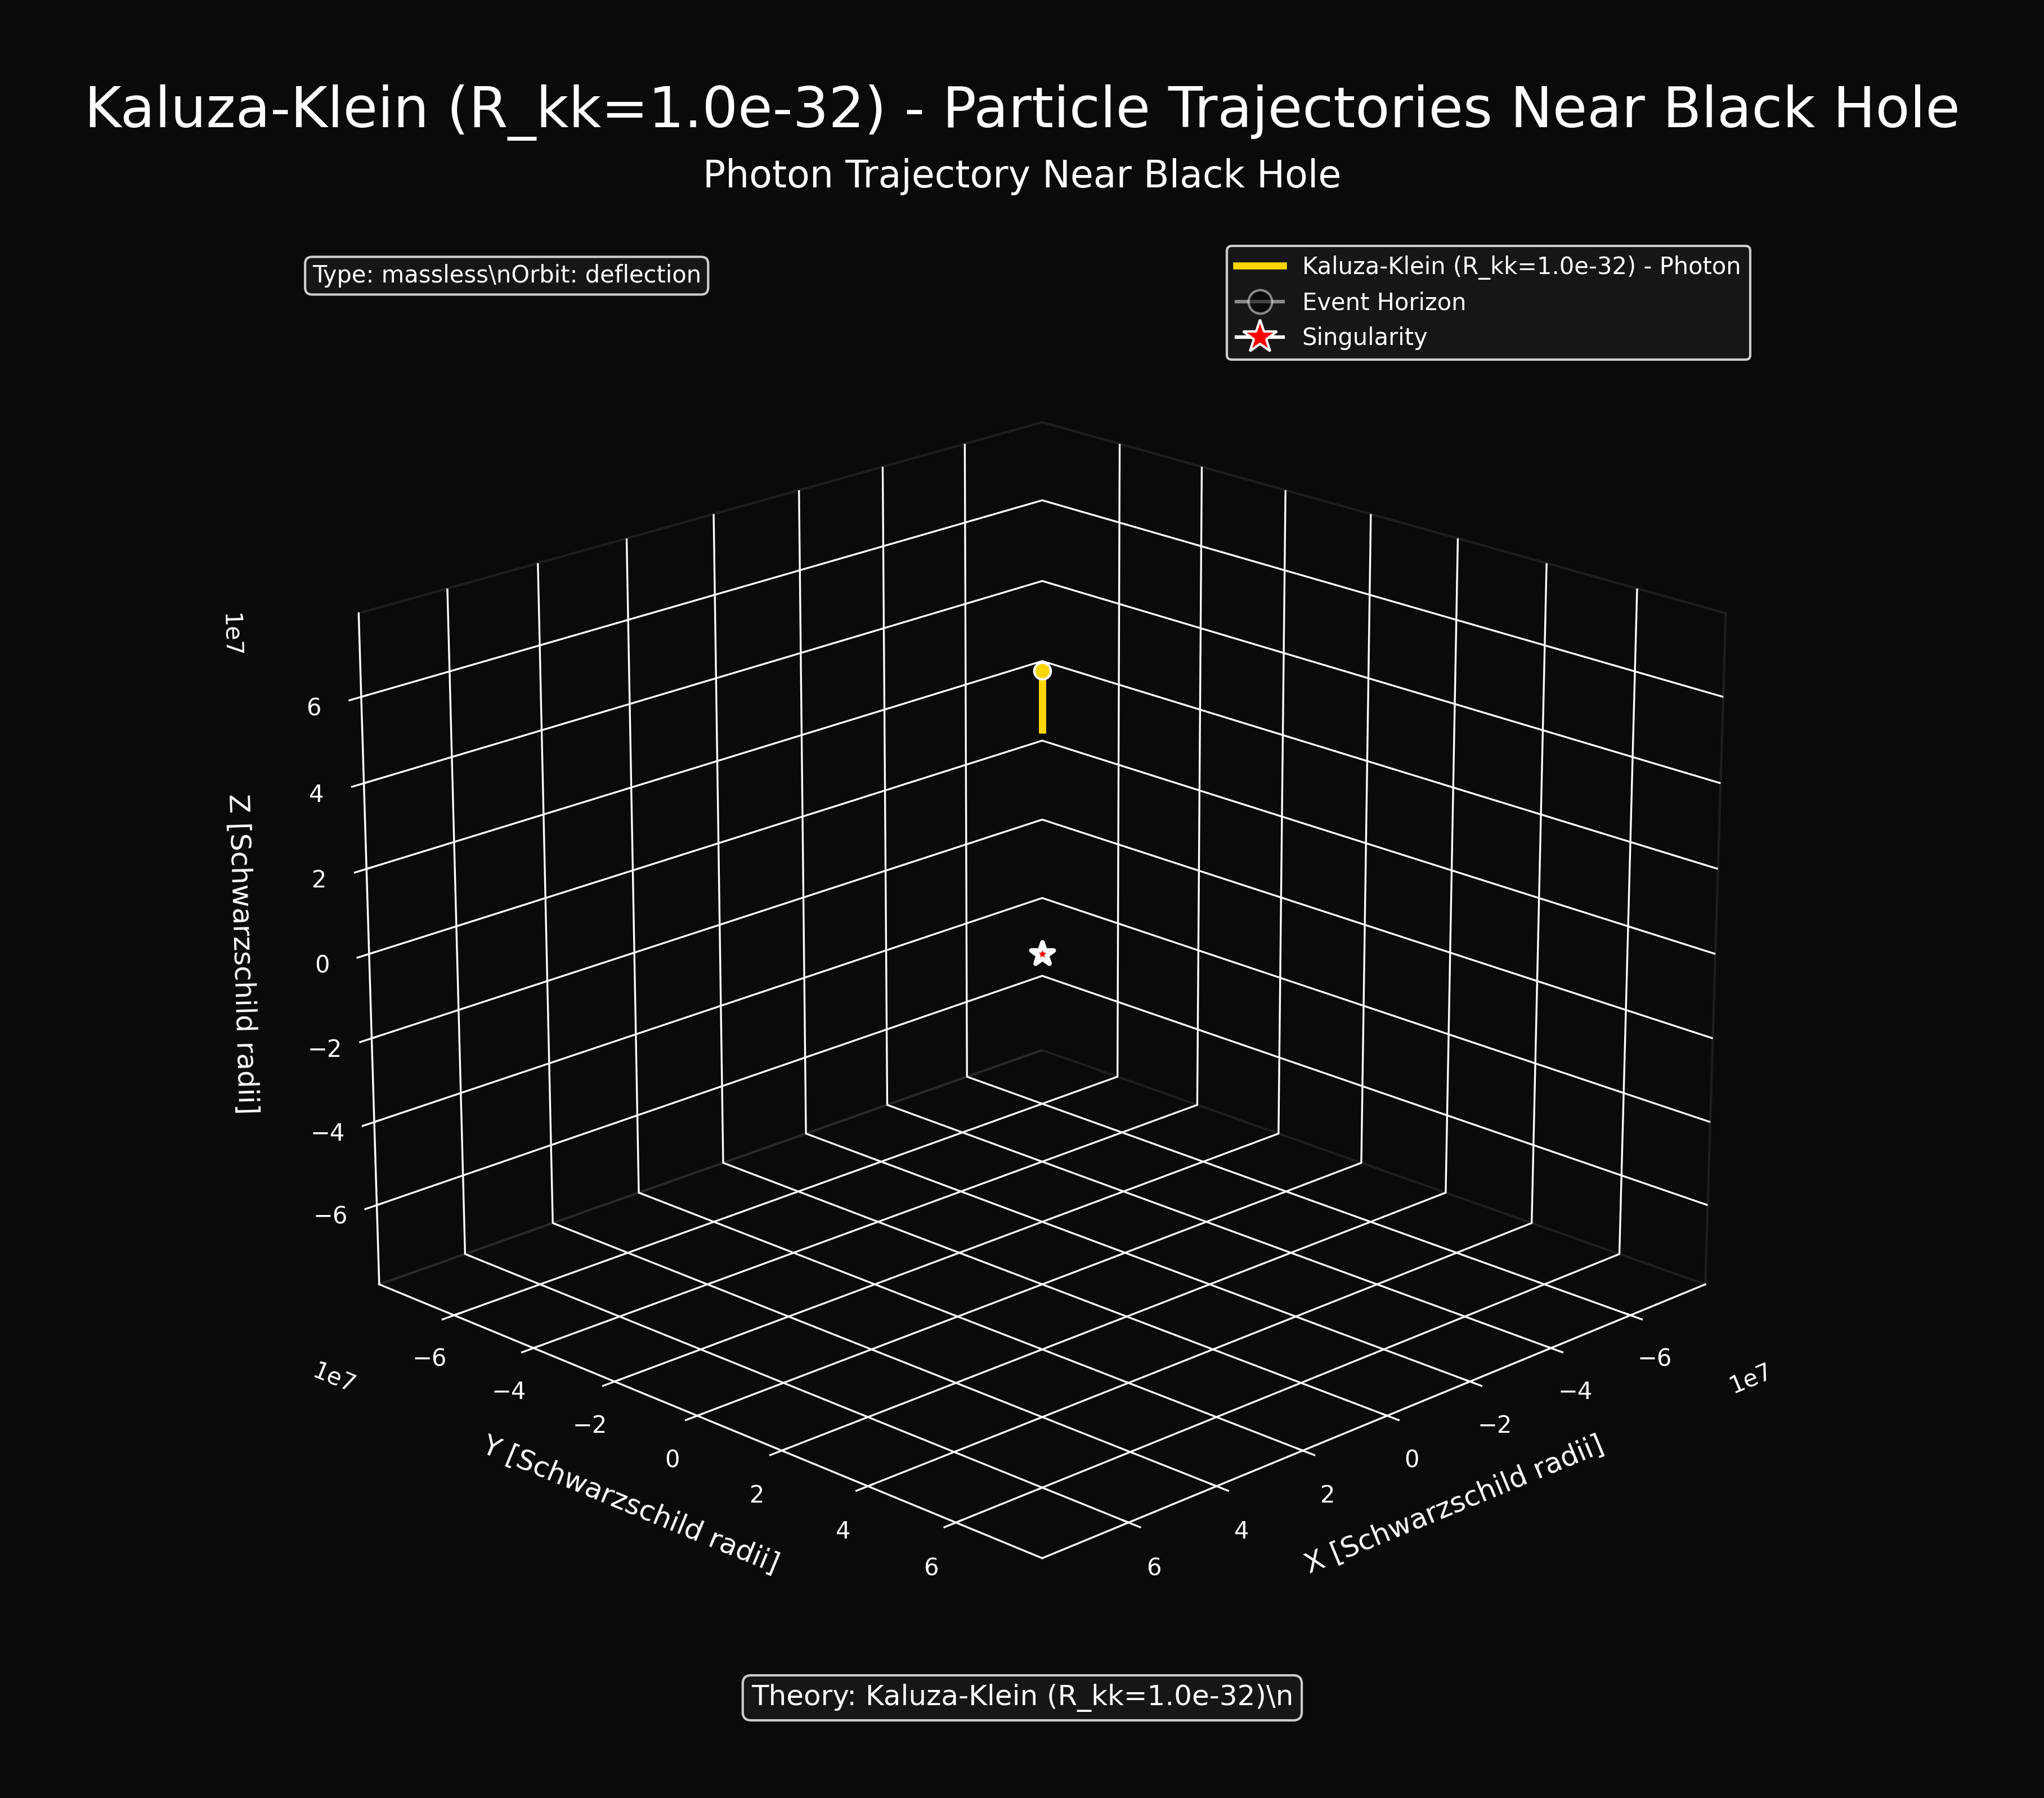 Kaluza-Klein (R_kk=1.0e-32) - Particle Trajectories Near Black Hole
Photon Trajectory Near Black Hole
Type: massless\nOrbit: deflection
Kaluza-Klein (R_kk=1.0e-32) - Photon
Event Horizon
Singularity
1e7
6
4
2
0
−2
−4
−6
Z [Schwarzschild radii]
1e7
−6
−4
−2
0
2
4
6
Y [Schwarzschild radii]
1e7
−6
−4
−2
0
2
4
6
X [Schwarzschild radii]
Theory: Kaluza-Klein (R_kk=1.0e-32)\n